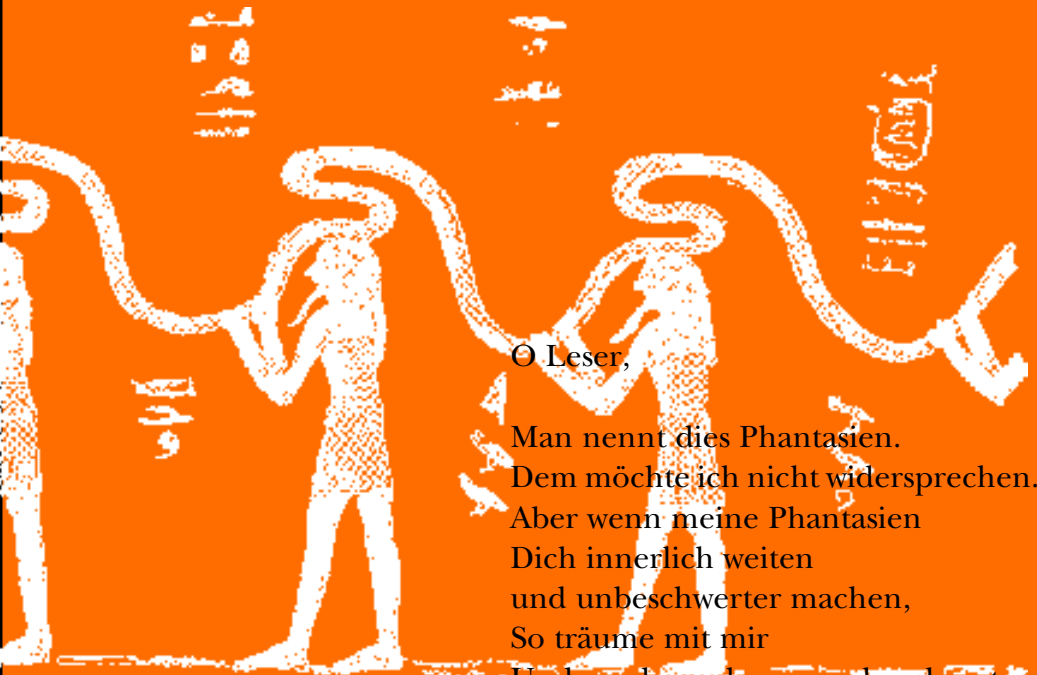 O Leser,
Man nennt dies Phantasien.
Dem möchte ich nicht widersprechen.
Aber wenn meine Phantasien
Dich innerlich weiten
und unbeschwerter machen,
So träume mit mir